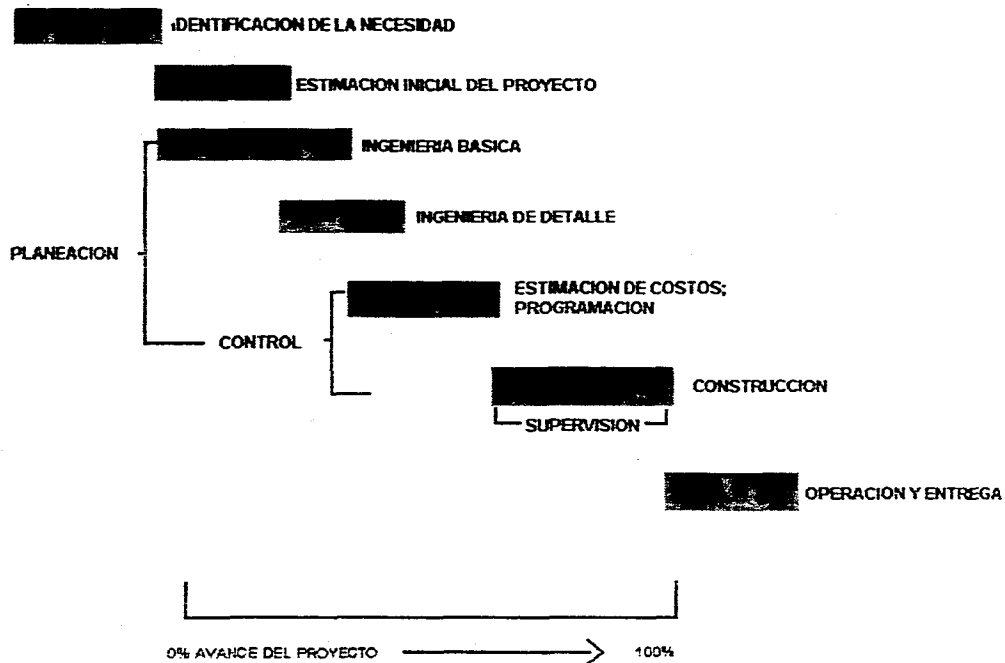 IDENTIFICACION DE LA NECESIDAD
ESTIMACION INICIAL DEL PROYECTO
INGENIERIA BASICA
INGENIERIA DE DETALLE
PLANEACION
ESTIMACION DE COSTOS;
PROGRAMACION
CONTROL
CONSTRUCCION
SUPERVISION
OPERACION Y ENTREGA
0% AVANCE DEL PROYECTO 100%